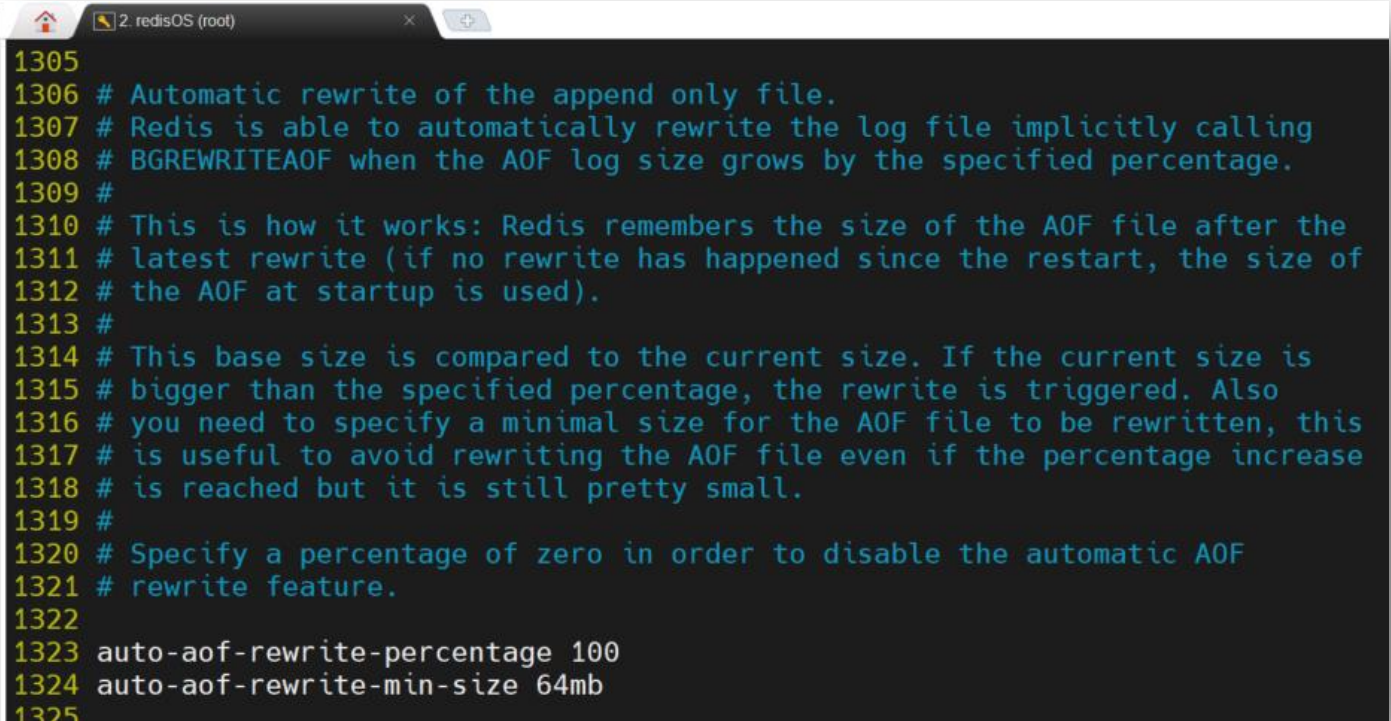 2. redisOS (root)
1305
1306 # Automatic rewrite of the append only file.
1307 # Redis is able to automatically rewrite the log file implicitly calling
1308 # BGREWRITEAOF when the AOF log size grows by the specified percentage.
1309 #
1310 # This is how it works: Redis remembers the size of the AOF file after the
1311 # latest rewrite (if no rewrite has happened since the restart, the size of
1312 # the AOF at startup is used).
1313 #
1314 # This base size is compared to the current size. If the current size is
1315 # bigger than the specified percentage, the rewrite is triggered. Also
1316 # you need to specify a minimal size for the AOF file to be rewritten, this
1317 # is useful to avoid rewriting the AOF file even if the percentage increase
1318 # is reached but it is still pretty small.
1319 #
1320 # Specify a percentage of zero in order to disable the automatic AOF
1321 # rewrite feature.
1322
1323 auto-aof-rewrite-percentage 100
1324 auto-aof-rewrite-min-size 64mb
1325